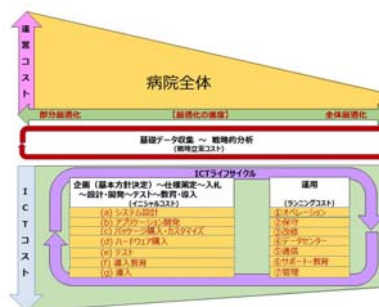 運営コスト
病院全体
部分最適化
【最適化の進度】
全体最適化
基礎データ収集 ～ 戦略的分析
(戦略立案コスト)
ICTコスト
ICTライフサイクル
企画(基本方針決定)～仕様策定～入札
～設計・開発～テスト～教育・導入
(イニシャルコスト)
(a) システム設計
(b) アプリケーション開発
(c) パッケージ購入・カスタマイズ
(d) ハードウェア購入
(e) テスト
(f) 導入教育
(g) 導入
運用
(ランニングコスト)
①オペレーション
②保守
③改修
④データセンター
⑤通信
⑥サポート・教育
⑦管理